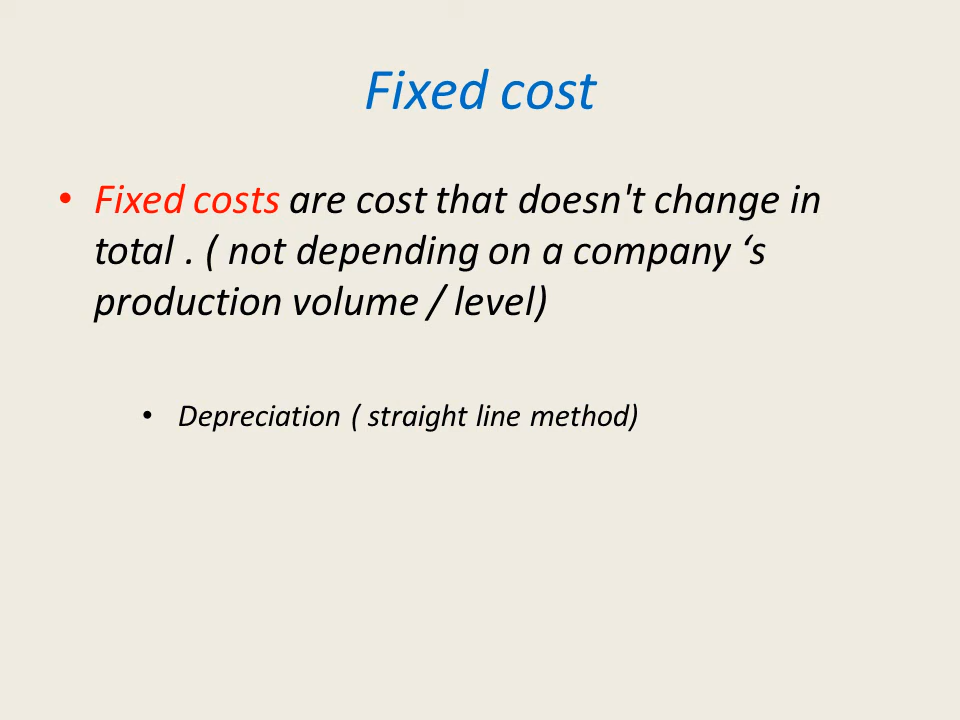 Fixed cost
• Fixed costs are cost that doesn't change in
total . ( not depending on a company ‘s
production volume / level)
• Depreciation ( straight line method)